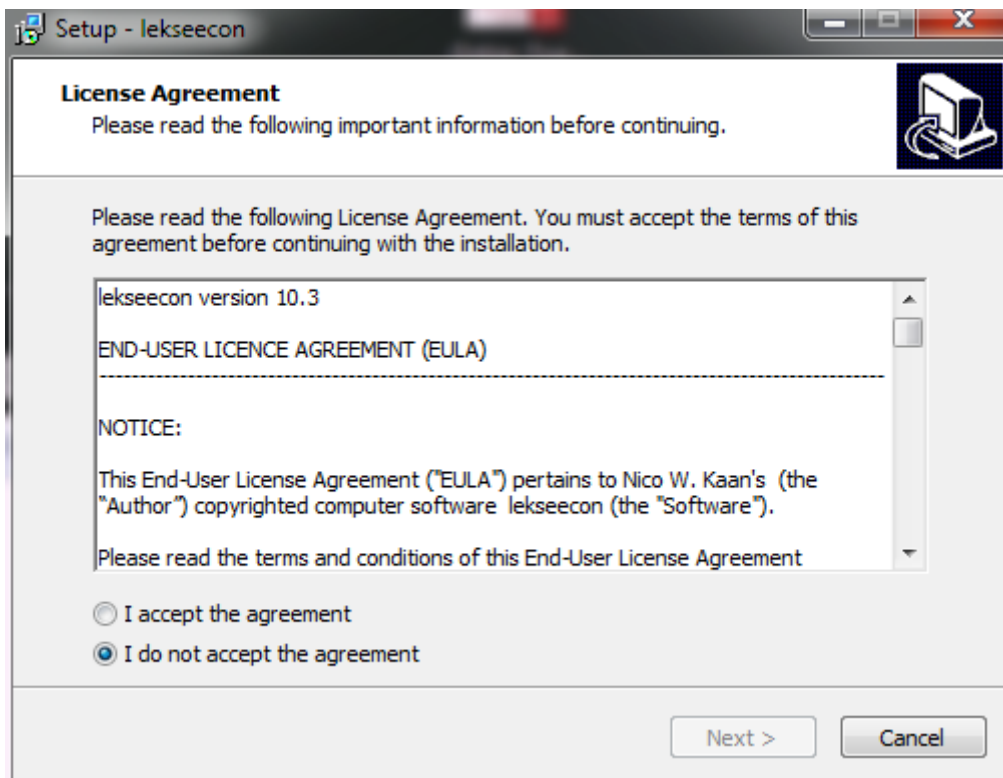 Setup - lekseecon
License Agreement
Please read the following important information before continuing.
Please read the following License Agreement. You must accept the terms of this
agreement before continuing with the installation.
lekseecon version 10.3
END-USER LICENCE AGREEMENT (EULA)
--------------------------------------------------------------------------------------------------
NOTICE:
This End-User License Agreement ("EULA") pertains to Nico W. Kaan's  (the
“Author”) copyrighted computer software  lekseecon (the "Software").
Please read the terms and conditions of this End-User License Agreement
I accept the agreement
I do not accept the agreement
Next >
Cancel